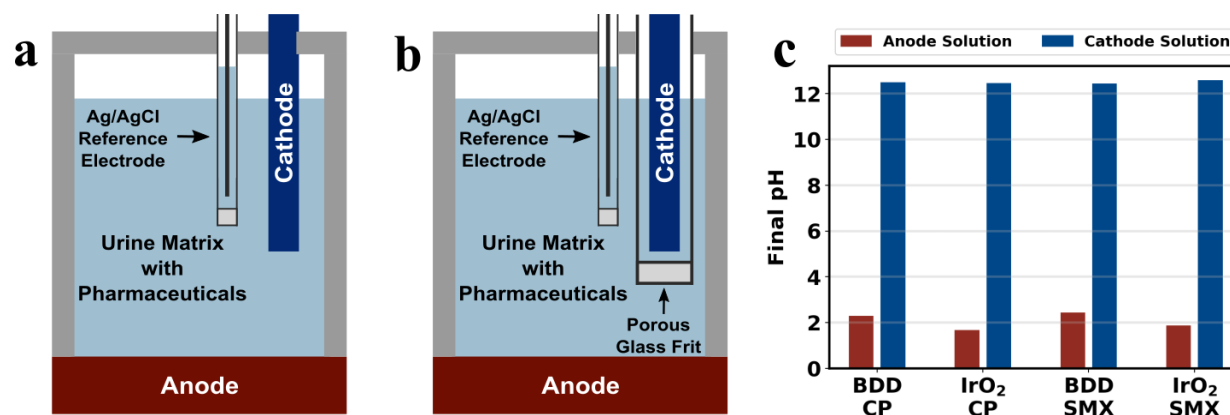 a
Ag/AgCl
Reference
Electrode
Cathode
Urine Matrix
with
Pharmaceuticals
Anode
b
Ag/AgCl
Reference
Electrode
Cathode
Urine Matrix
with
Pharmaceuticals
Porous
Glass Frit
Anode
c
Anode Solution
Cathode Solution
Final pH
12
10
8
6
4
2
0
BDD
CP
IrO₂
CP
BDD
SMX
IrO₂
SMX